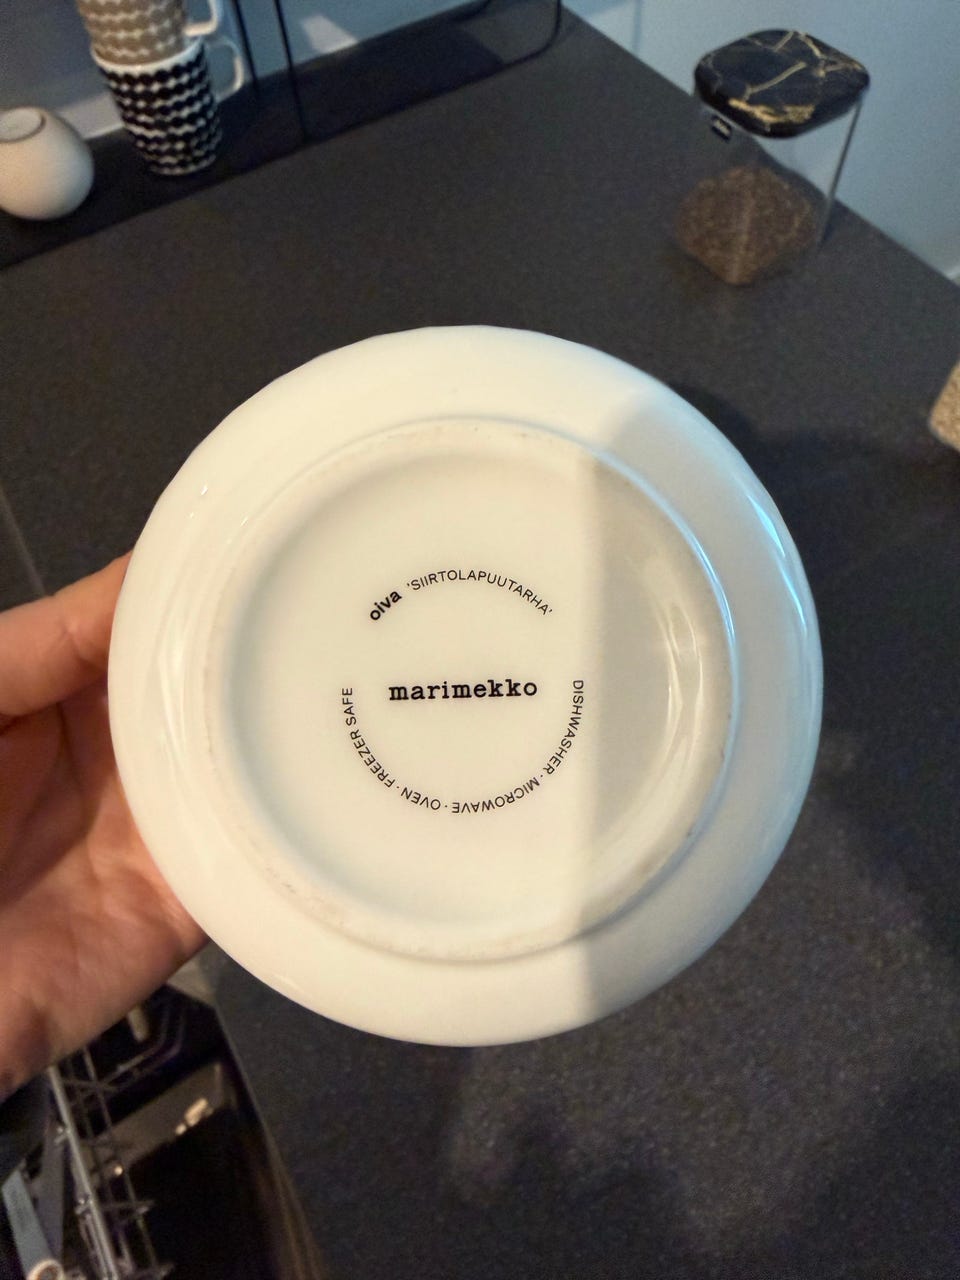 oiva 'SIIRTOLAPUUTARHA'
marimekko
DISHWASHER · MICROWAVE · OVEN · FREEZER SAFE